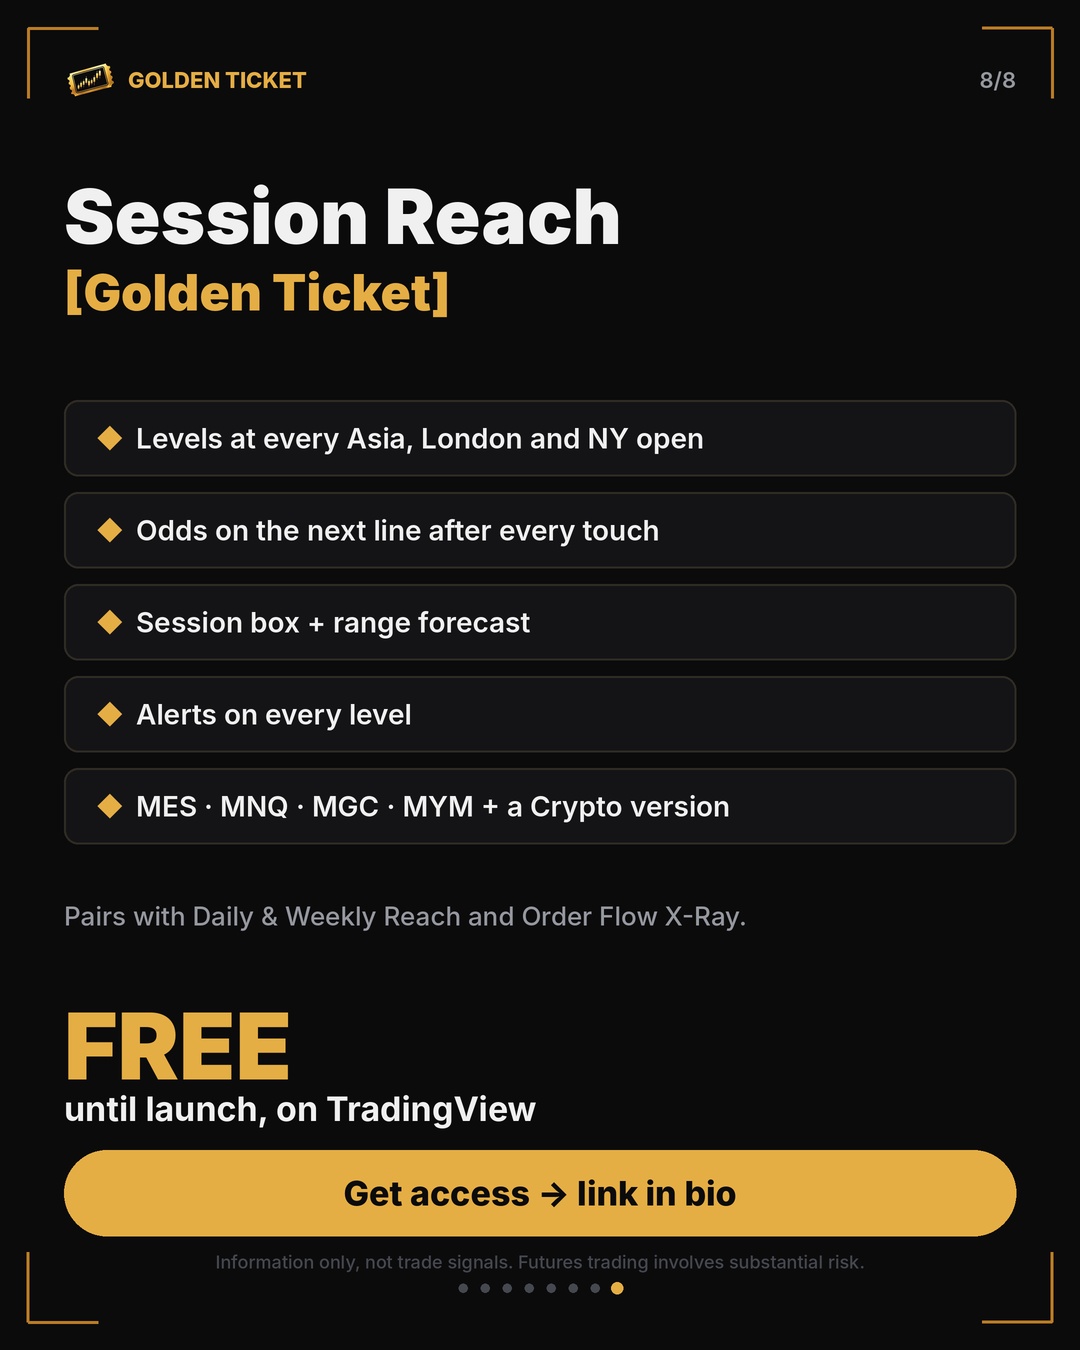 GOLDEN TICKET
8/8
Session Reach
[Golden Ticket]
Levels at every Asia, London and NY open
Odds on the next line after every touch
Session box + range forecast
Alerts on every level
MES · MNQ · MGC · MYM + a Crypto version
Pairs with Daily & Weekly Reach and Order Flow X-Ray.
FREE
until launch, on TradingView
Get access → link in bio
Information only, not trade signals. Futures trading involves substantial risk.